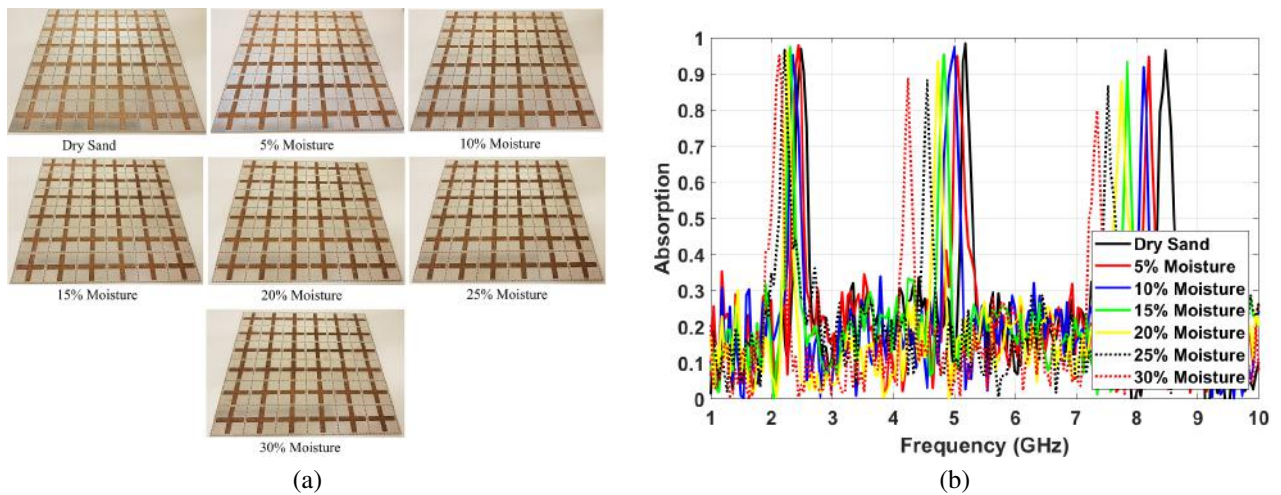 Dry Sand
5% Moisture
10% Moisture
15% Moisture
20% Moisture
25% Moisture
30% Moisture
(a)
1
0.9
0.8
0.7
0.6
0.5
0.4
0.3
0.2
0.1
0
Absorption
Dry Sand
5% Moisture
10% Moisture
15% Moisture
20% Moisture
25% Moisture
30% Moisture
1 2 3 4 5 6 7 8 9 10
Frequency (GHz)
(b)